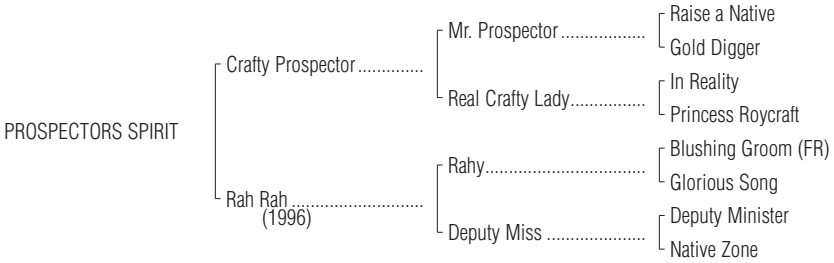 Raise a Native
Mr. Prospector ..................
Gold Digger
Crafty Prospector ..............
In Reality
Real Crafty Lady ................
Princess Roycraft
PROSPECTORS SPIRIT
Blushing Groom (FR)
Rahy ..................................
Glorious Song
Rah Rah ............................
(1996)
Deputy Minister
Deputy Miss .....................
Native Zone